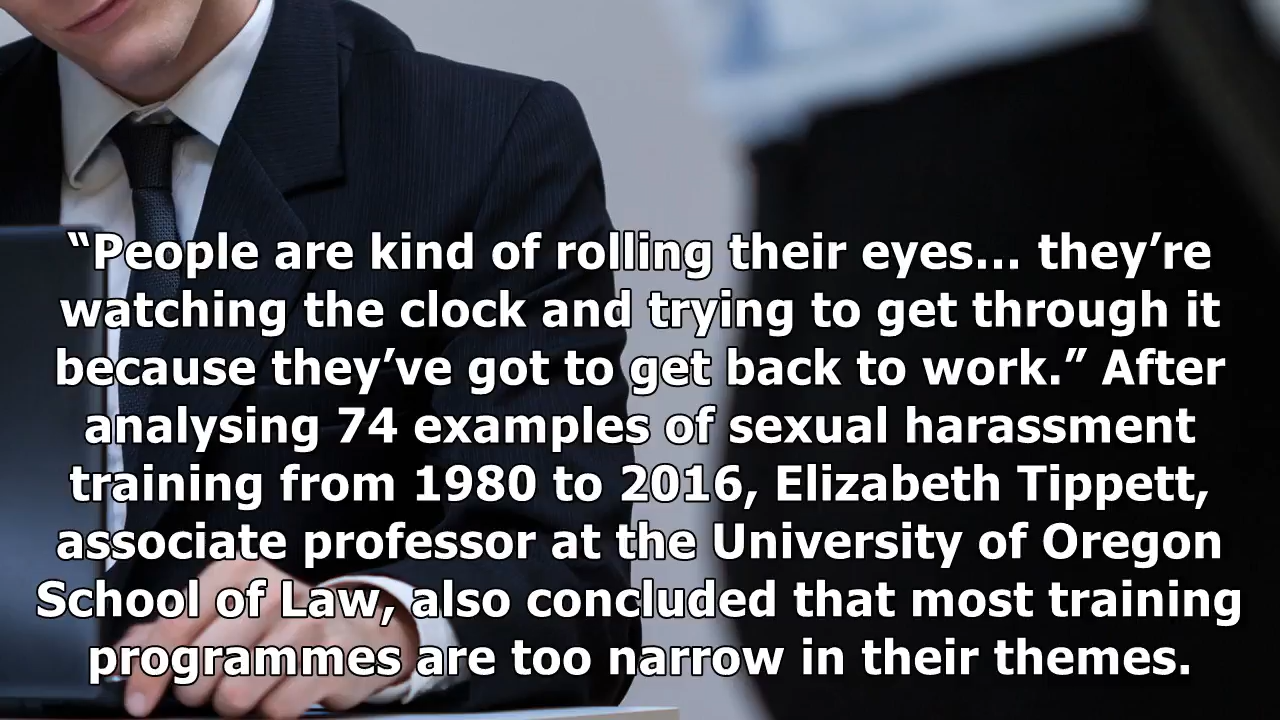 “People are kind of rolling their eyes… they’re
watching the clock and trying to get through it
because they’ve got to get back to work.” After
analysing 74 examples of sexual harassment
training from 1980 to 2016, Elizabeth Tippett,
associate professor at the University of Oregon
School of Law, also concluded that most training
programmes are too narrow in their themes.